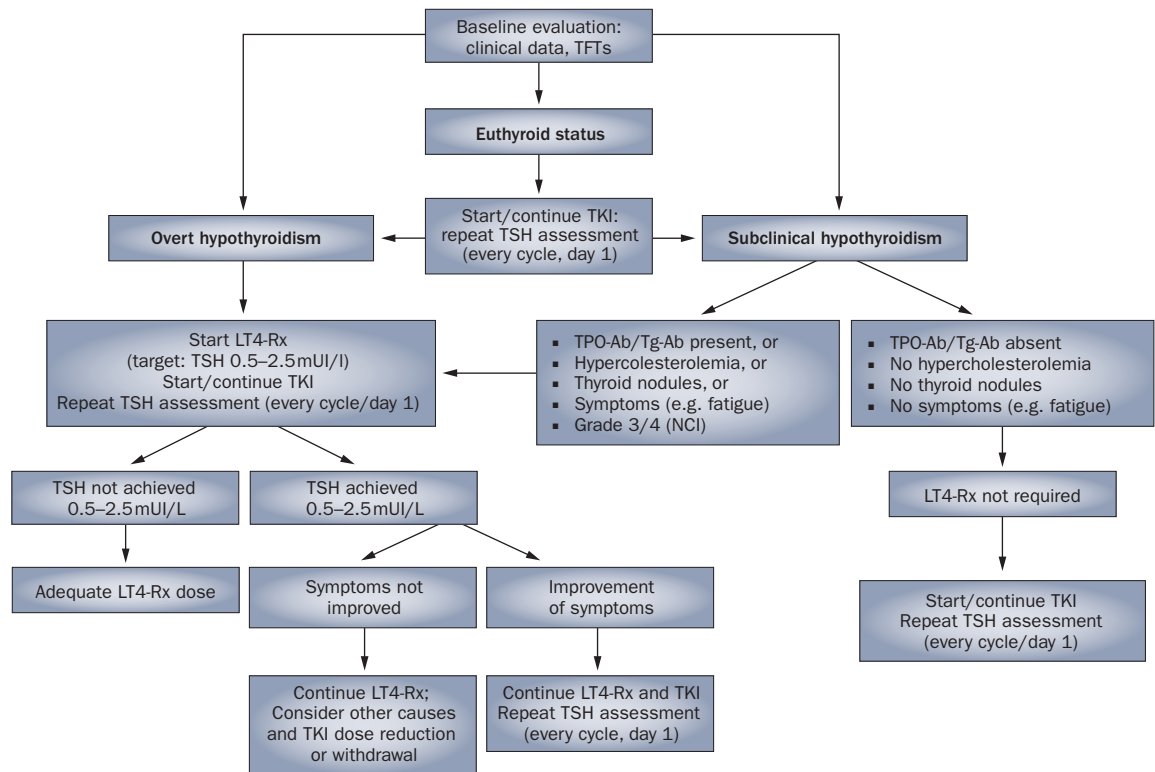 Baseline evaluation:
clinical data, TFTs
Euthyroid status
Start/continue TKI:
repeat TSH assessment
(every cycle, day 1)
Overt hypothyroidism
Subclinical hypothyroidism
Start LT4-Rx
(target: TSH 0.5–2.5mUI/l)
Start/continue TKI
Repeat TSH assessment (every cycle/day 1)
▪ TPO-Ab/Tg-Ab present, or
▪ Hypercolesterolemia, or
▪ Thyroid nodules, or
▪ Symptoms (e.g. fatigue)
▪ Grade 3/4 (NCI)
▪ TPO-Ab/Tg-Ab absent
▪ No hypercholesterolemia
▪ No thyroid nodules
▪ No symptoms (e.g. fatigue)
TSH not achieved
0.5–2.5mUI/L
TSH achieved
0.5–2.5mUI/L
LT4-Rx not required
Adequate LT4-Rx dose
Symptoms not
improved
Improvement
of symptoms
Start/continue TKI
Repeat TSH assessment
(every cycle/day 1)
Continue LT4-Rx;
Consider other causes
and TKI dose reduction
or withdrawal
Continue LT4-Rx and TKI
Repeat TSH assessment
(every cycle, day 1)